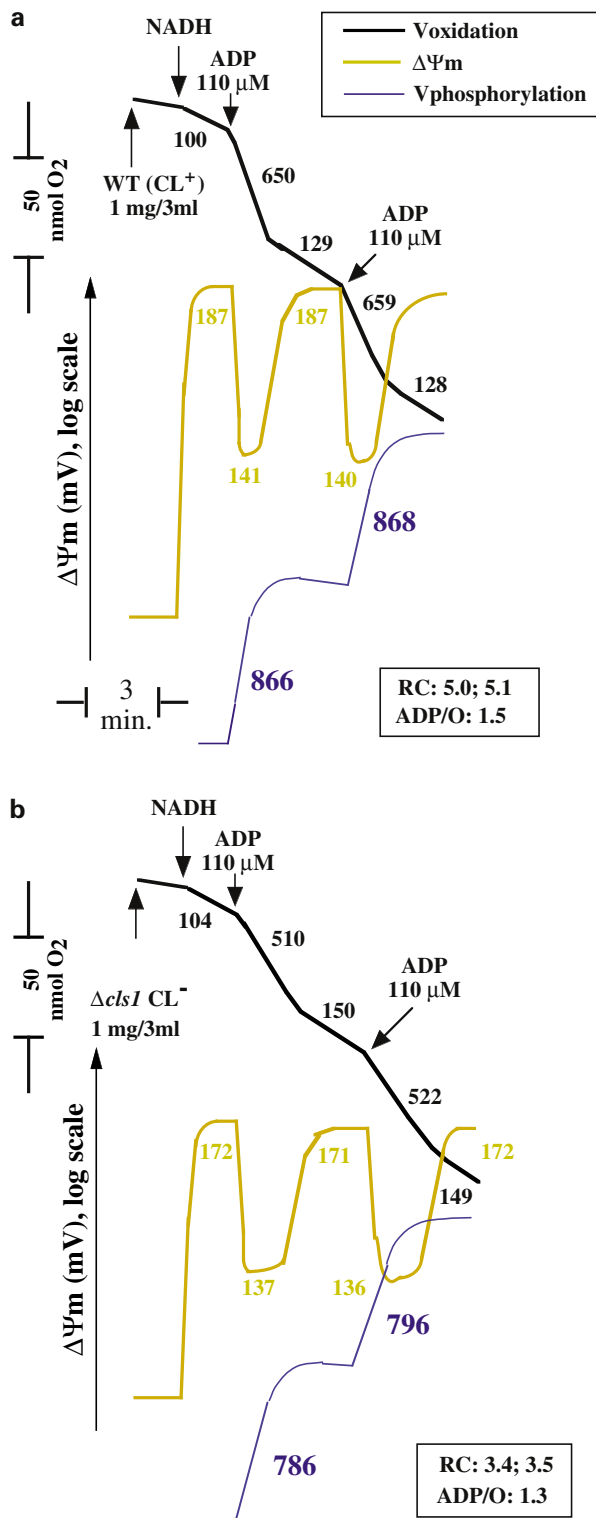 a
NADH
ADP
110 μM
Voxidation
ΔΨm
Vphosphorylation
100
WT (CL+)
1 mg/3ml
650
50
nmol O2
129
ADP
110 μM
659
187
187
128
141
140
868
ΔΨm (mV), log scale
866
3
min.
RC: 5.0; 5.1
ADP/O: 1.5
b
NADH
ADP
110 μM
104
510
50
nmol O2
ADP
110 μM
Δcls1 CL-
1 mg/3ml
150
522
172
171
172
149
137
136
796
ΔΨm (mV), log scale
786
RC: 3.4; 3.5
ADP/O: 1.3